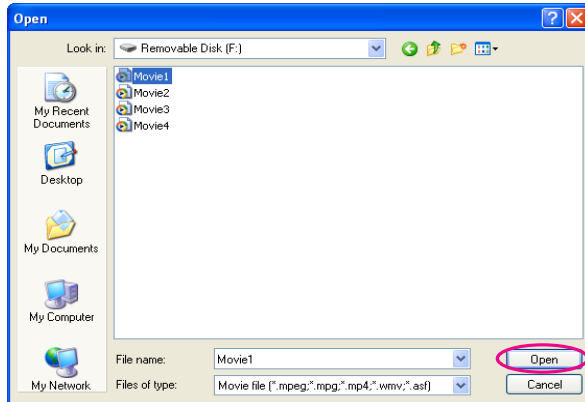 Open
Look in: Removable Disk (F:)
My Recent
Documents
Desktop
My Documents
My Computer
My Network
Movie1
Movie2
Movie3
Movie4
File name: Movie1 Open
Files of type: Movie file (*.mpeg;*.mpg;*.mp4;*.wmv;*.asf) Cancel